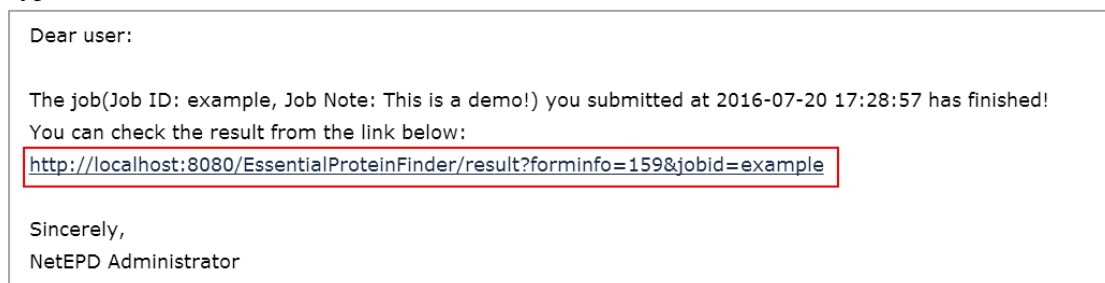 Dear user:
The job(Job ID: example, Job Note: This is a demo!) you submitted at 2016-07-20 17:28:57 has finished!
You can check the result from the link below:
http://localhost:8080/EssentialProteinFinder/result?forminfo=159&jobid=example
Sincerely,
NetEPD Administrator